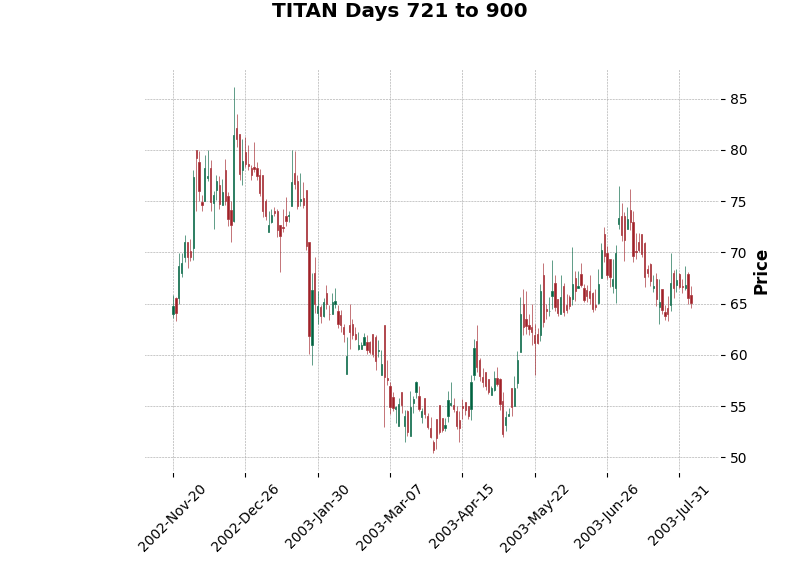 TITAN Days 721 to 900
85
80
75
70
65
60
55
50
Price
2002-Nov-20
2002-Dec-26
2003-Jan-30
2003-Mar-07
2003-Apr-15
2003-May-22
2003-Jun-26
2003-Jul-31